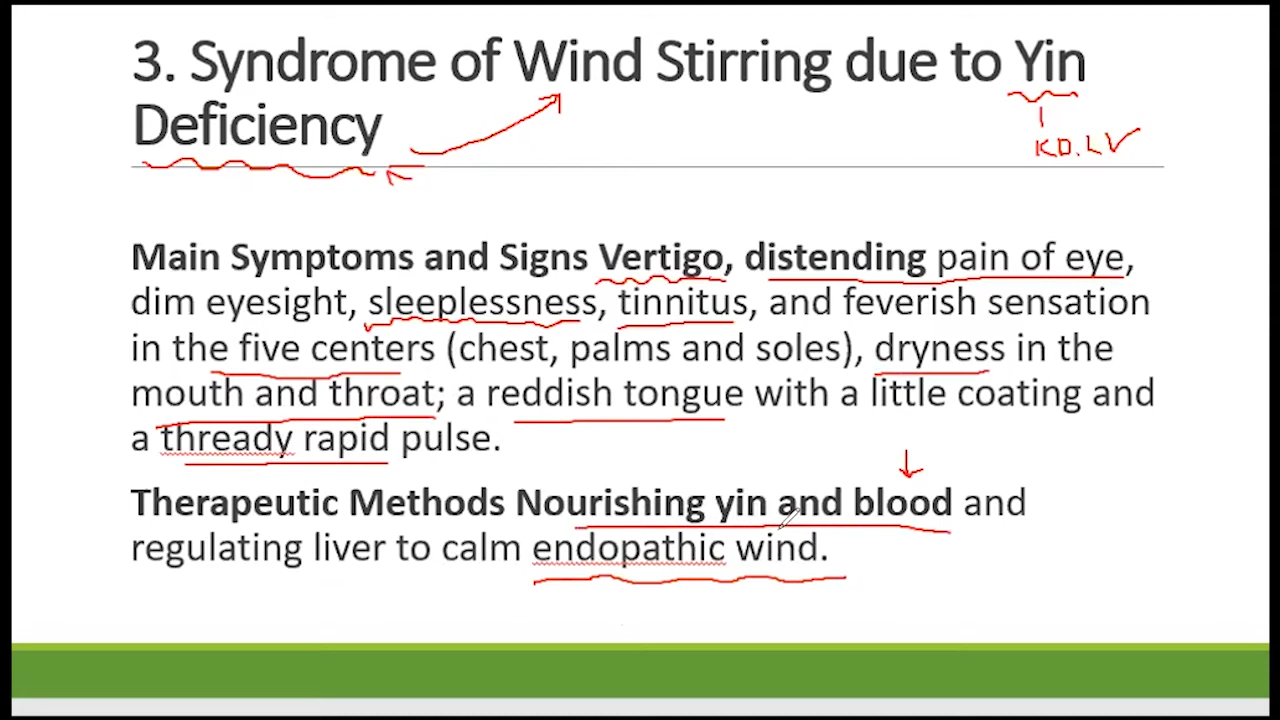 3. Syndrome of Wind Stirring due to Yin
Deficiency
KD. LV
Main Symptoms and Signs Vertigo, distending pain of eye,
dim eyesight, sleeplessness, tinnitus, and feverish sensation
in the five centers (chest, palms and soles), dryness in the
mouth and throat; a reddish tongue with a little coating and
a thready rapid pulse.
Therapeutic Methods Nourishing yin and blood and
regulating liver to calm endopathic wind.